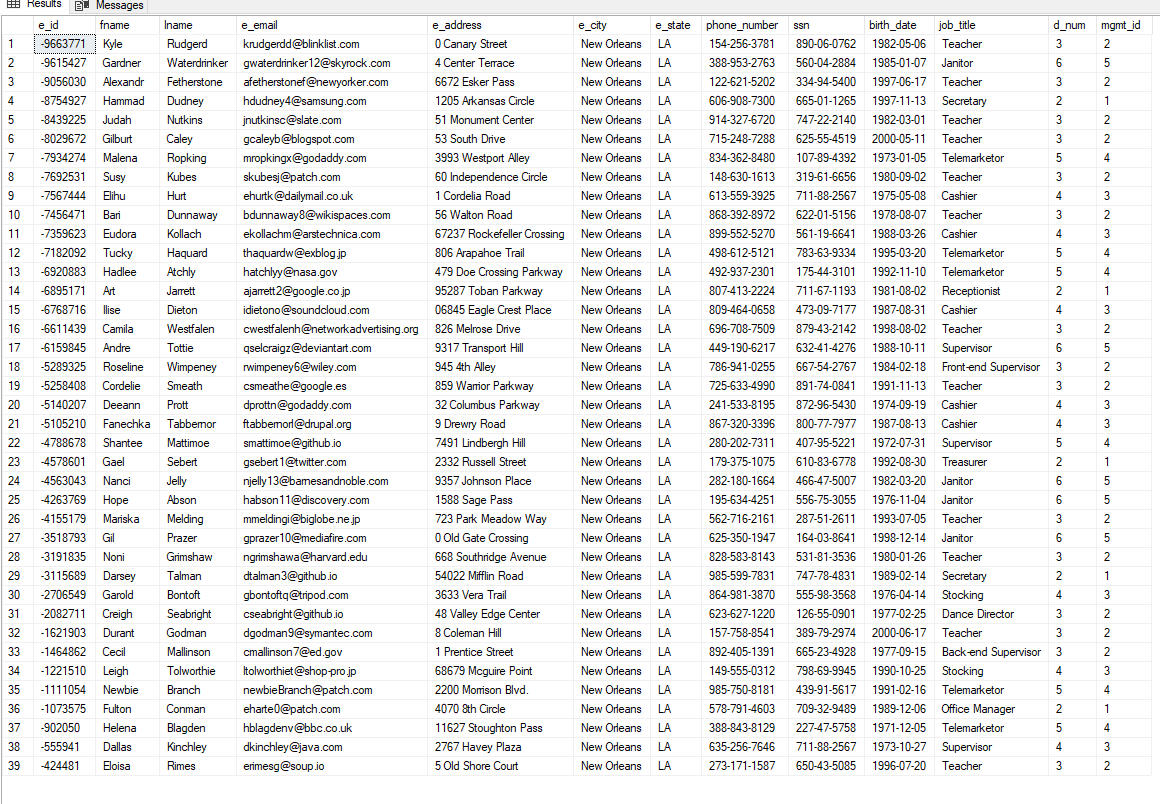 Results Messages
e_id fname lname e_email e_address e_city e_state phone_number ssn birth_date job_title d_num mgmt_id
1 -9663771 Kyle Rudgerd krudgerdd@blinklist.com 0 Canary Street New Orleans LA 154-256-3781 890-06-0762 1982-05-06 Teacher 3 2
2 -9615427 Gardner Waterdrinker gwaterdrinker12@skyrock.com 4 Center Terrace New Orleans LA 388-953-2763 560-04-2884 1985-01-07 Janitor 6 5
3 -9056030 Alexandr Fetherstone afetherstonef@newyorker.com 6672 Esker Pass New Orleans LA 122-621-5202 334-94-5400 1997-06-17 Teacher 3 2
4 -8754927 Hammad Dudney hdudney4@samsung.com 1205 Arkansas Circle New Orleans LA 606-908-7300 665-01-1265 1997-11-13 Secretary 2 1
5 -8439225 Judah Nutkins jnutkinsc@slate.com 51 Monument Center New Orleans LA 914-327-6720 747-22-2140 1982-03-01 Teacher 3 2
6 -8029672 Gilburt Caley gcaleyb@blogspot.com 53 South Drive New Orleans LA 715-248-7288 625-55-4519 2000-05-11 Teacher 3 2
7 -7934274 Malena Ropking mropkingx@godaddy.com 3993 Westport Alley New Orleans LA 834-362-8480 107-89-4392 1973-01-05 Telemarketor 5 4
8 -7692531 Susy Kubes skubesj@patch.com 60 Independence Circle New Orleans LA 148-630-1613 319-61-6656 1980-09-02 Teacher 3 2
9 -7567444 Elihu Hurt ehurtk@dailymail.co.uk 1 Cordelia Road New Orleans LA 613-559-3925 711-88-2567 1975-05-08 Cashier 4 3
10 -7456471 Bari Dunnaway bdunnaway8@wikispaces.com 56 Walton Road New Orleans LA 868-392-8972 622-01-5156 1978-08-07 Teacher 3 2
11 -7359623 Eudora Kollach ekollachm@arstechnica.com 67237 Rockefeller Crossing New Orleans LA 899-552-5270 561-19-6641 1988-03-26 Cashier 4 3
12 -7182092 Tucky Haquard thaquardw@exblog.jp 806 Arapahoe Trail New Orleans LA 498-612-5121 783-63-9334 1995-03-20 Telemarketor 5 4
13 -6920883 Hadlee Atchly hatchlyy@nasa.gov 479 Doe Crossing Parkway New Orleans LA 492-937-2301 175-44-3101 1992-11-10 Telemarketor 5 4
14 -6895171 Art Jarrett ajarrett2@google.co.jp 95287 Toban Parkway New Orleans LA 807-413-2224 711-67-1193 1981-08-02 Receptionist 2 1
15 -6768716 Ilise Dieton idietono@soundcloud.com 06845 Eagle Crest Place New Orleans LA 809-464-0658 473-09-7177 1987-08-31 Cashier 4 3
16 -6611439 Camila Westfalen cwestfalenh@networkadvertising.org 826 Melrose Drive New Orleans LA 696-708-7509 879-43-2142 1998-08-02 Teacher 3 2
17 -6159845 Andre Tottie qselcraigz@deviantart.com 9317 Transport Hill New Orleans LA 449-190-6217 632-41-4276 1988-10-11 Supervisor 6 5
18 -5289325 Roseline Wimpeney rwimpeney6@wiley.com 945 4th Alley New Orleans LA 786-941-0255 667-54-2767 1984-02-18 Front-end Supervisor 3 2
19 -5258408 Cordelie Smeath csmeathe@google.es 859 Warrior Parkway New Orleans LA 725-633-4990 891-74-0841 1991-11-13 Teacher 3 2
20 -5140207 Deeann Prott dprottn@godaddy.com 32 Columbus Parkway New Orleans LA 241-533-8195 872-96-5430 1974-09-19 Cashier 4 3
21 -5105210 Fanechka Tabbernor ftabbernorl@drupal.org 9 Drewry Road New Orleans LA 867-320-3396 800-77-7977 1987-08-13 Cashier 4 3
22 -4788678 Shantee Mattimoe smattimoe@github.io 7491 Lindbergh Hill New Orleans LA 280-202-7311 407-95-5221 1972-07-31 Supervisor 5 4
23 -4578601 Gael Sebert gsebert1@twitter.com 2332 Russell Street New Orleans LA 179-375-1075 610-83-6778 1992-08-30 Treasurer 2 1
24 -4563043 Nanci Jelly njelly13@barnesandnoble.com 9357 Johnson Place New Orleans LA 282-180-1664 466-47-5007 1982-03-20 Janitor 6 5
25 -4263769 Hope Abson habson11@discovery.com 1588 Sage Pass New Orleans LA 195-634-4251 556-75-3055 1976-11-04 Janitor 6 5
26 -4155179 Mariska Melding mmeldingi@biglobe.ne.jp 723 Park Meadow Way New Orleans LA 562-716-2161 287-51-2611 1993-07-05 Teacher 3 2
27 -3518793 Gil Prazer gprazer10@mediafire.com 0 Old Gate Crossing New Orleans LA 625-350-1947 164-03-8641 1998-12-14 Janitor 6 5
28 -3191835 Noni Grimshaw ngrimshawa@harvard.edu 668 Southridge Avenue New Orleans LA 828-583-8143 531-81-3536 1980-01-26 Teacher 3 2
29 -3115689 Darsey Talman dtalman3@github.io 54022 Mifflin Road New Orleans LA 985-599-7831 747-78-4831 1989-02-14 Secretary 2 1
30 -2706549 Garold Bontoft gbontoftq@tripod.com 3633 Vera Trail New Orleans LA 864-981-3870 555-98-3568 1976-04-14 Stocking 4 3
31 -2082711 Creigh Seabright cseabright@github.io 48 Valley Edge Center New Orleans LA 623-627-1220 126-55-0901 1977-02-25 Dance Director 3 2
32 -1621903 Durant Godman dgodman9@symantec.com 8 Coleman Hill New Orleans LA 157-758-8541 389-79-2974 2000-06-17 Teacher 3 2
33 -1464862 Cecil Mallinson cmallinson7@ed.gov 1 Prentice Street New Orleans LA 892-405-1391 665-23-4928 1977-09-15 Back-end Supervisor 3 2
34 -1221510 Leigh Tolworthie ltolworthiet@shop-pro.jp 68679 Mcguire Point New Orleans LA 149-555-0312 798-69-9945 1990-10-25 Stocking 4 3
35 -1111054 Newbie Branch newbieBranch@patch.com 2200 Morrison Blvd. New Orleans LA 985-750-8181 439-91-5617 1991-02-16 Telemarketor 5 4
36 -1073575 Fulton Conman eharte0@patch.com 4070 8th Circle New Orleans LA 578-791-4603 709-32-9489 1989-12-06 Office Manager 2 1
37 -902050 Helena Blagden hblagdenv@bbc.co.uk 11627 Stoughton Pass New Orleans LA 388-843-8129 227-47-5758 1971-12-05 Telemarketor 5 4
38 -555941 Dallas Kinchley dkinchley@java.com 2767 Havey Plaza New Orleans LA 635-256-7646 711-88-2567 1973-10-27 Supervisor 4 3
39 -424481 Eloisa Rimes erimesg@soup.io 5 Old Shore Court New Orleans LA 273-171-1587 650-43-5085 1996-07-20 Teacher 3 2